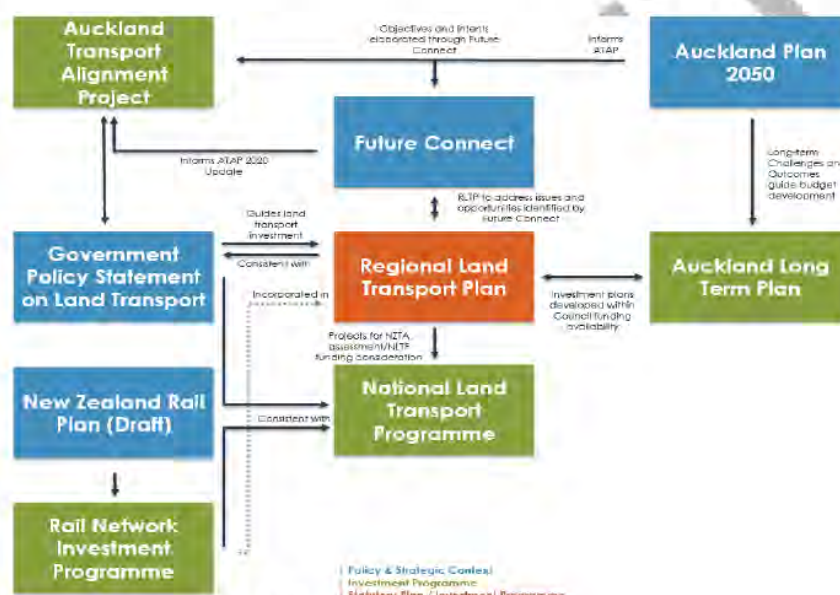 Auckland
Transport
Alignment
Project
Objectives and Intents
elaborated through Future
Connect
Informs
ATAP
Auckland Plan
2050
Future Connect
Informs ATAP 2020
Update
Long-term
Challenges and
Outcomes
guide budget
development
RLTP to address issues and
opportunities identified by
Future Connect
Guides land
transport
investment
Government
Policy Statement
on Land Transport
Consistent with
Regional Land
Transport Plan
Auckland Long
Term Plan
Incorporated in
Investment plans
developed within
Council funding
availability
Projects for NZTA
assessment/NLTF
funding consideration
New Zealand Rail
Plan (Draft)
National Land
Transport
Programme
Consistent with
Rail Network
Investment
Programme
Policy & Strategic Context
Investment Programme
Statutory Plan / Investment Programme